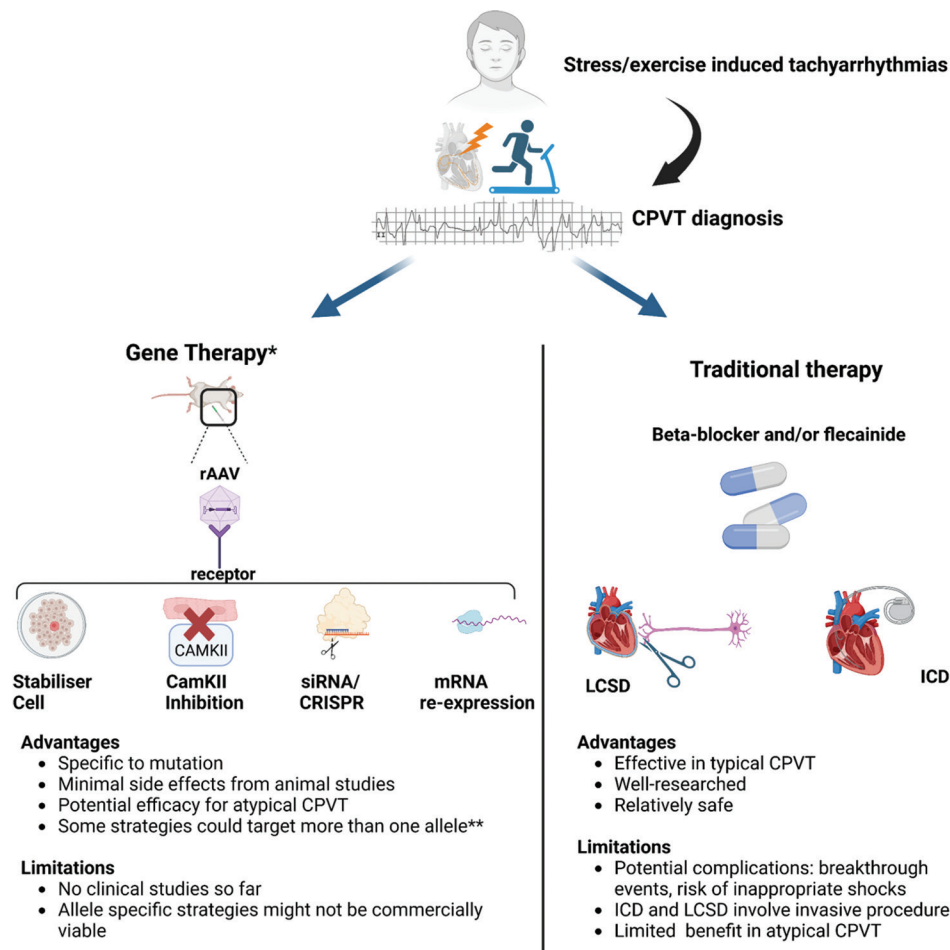 Stress/exercise induced tachyarrhythmias
CPVT diagnosis
II
Gene Therapy*
rAAV
receptor
CAMKII
Stabiliser
Cell
CamKII
Inhibition
siRNA/
CRISPR
mRNA
re-expression
Advantages
• Specific to mutation
• Minimal side effects from animal studies
• Potential efficacy for atypical CPVT
• Some strategies could target more than one allele**
Limitations
• No clinical studies so far
• Allele specific strategies might not be commercially
viable
Traditional therapy
Beta-blocker and/or flecainide
LCSD
ICD
Advantages
• Effective in typical CPVT
• Well-researched
• Relatively safe
Limitations
• Potential complications: breakthrough
events, risk of inappropriate shocks
• ICD and LCSD involve invasive procedure
• Limited benefit in atypical CPVT